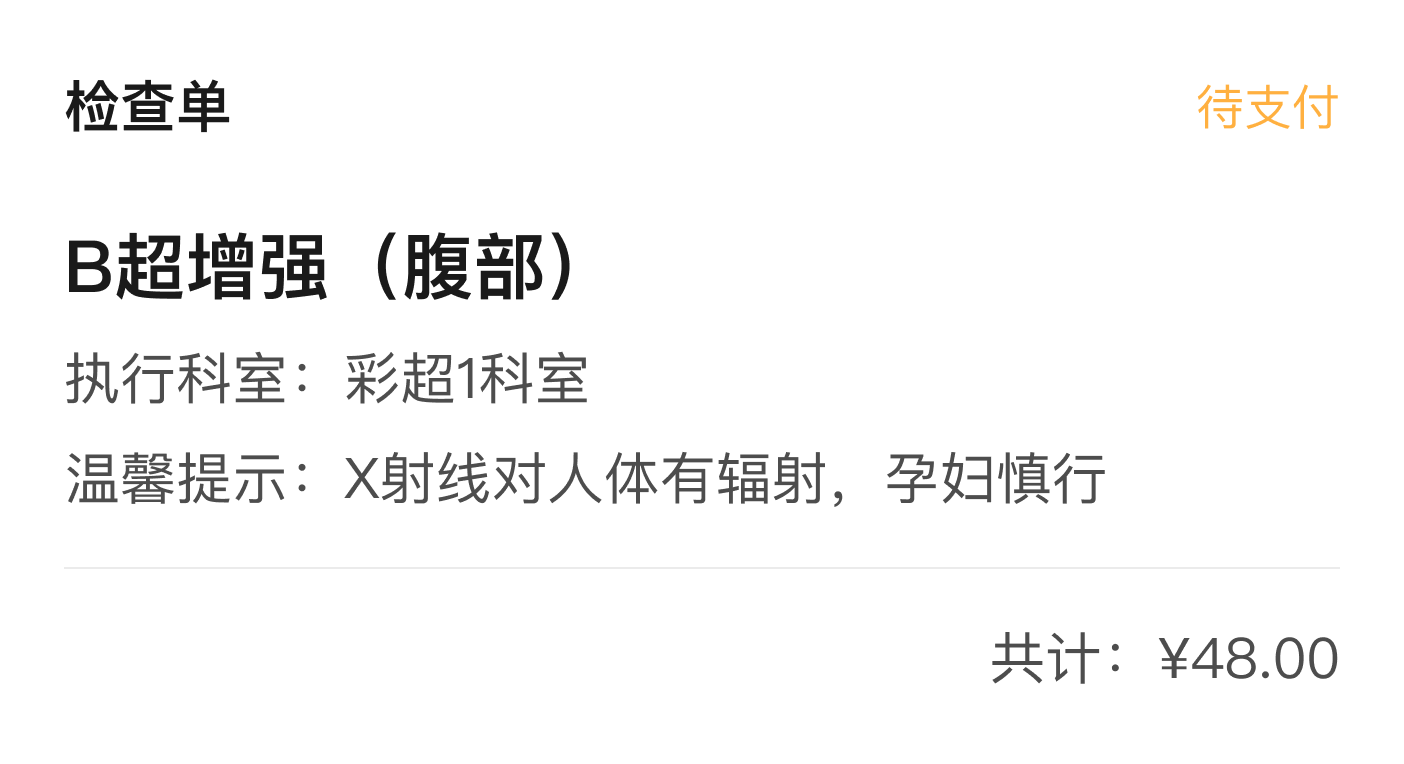 检查单
待支付
B超增强（腹部）
执行科室：彩超1科室
温馨提示：X射线对人体有辐射，孕妇慎行
共计：¥48.00